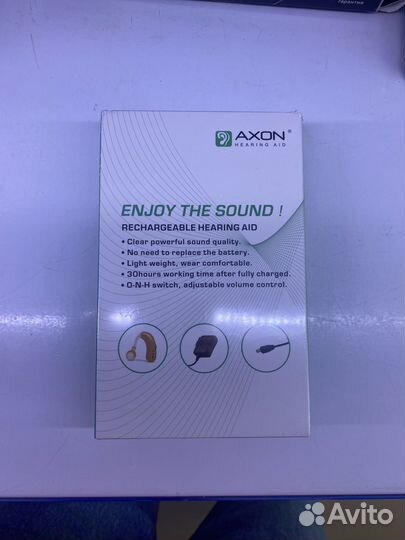 гарантия
AXON®
HEARING AID
ENJOY THE SOUND !
RECHARGEABLE HEARING AID
• Clear powerful sound quality.
• No need to replace the battery.
• Light weight, wear comfortable.
• 30hours working time after fully charged.
• O-N-H switch, adjustable volume control.
Avito